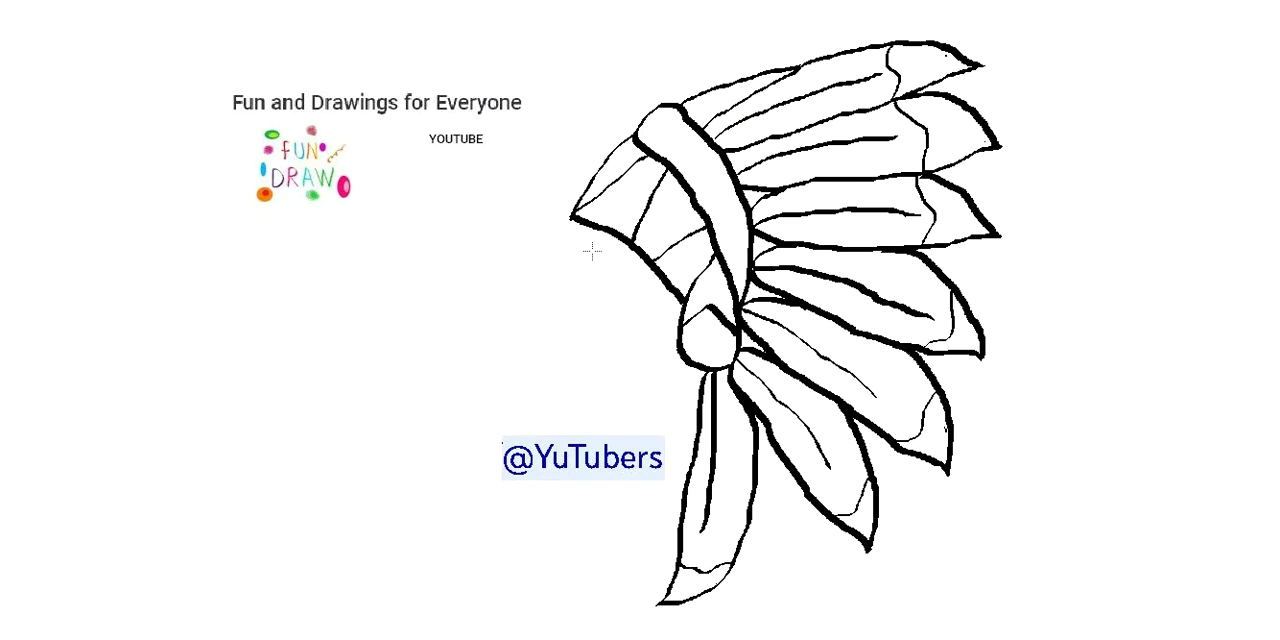 Fun and Drawings for Everyone
YOUTUBE
FUN
DRAW
@YuTubers